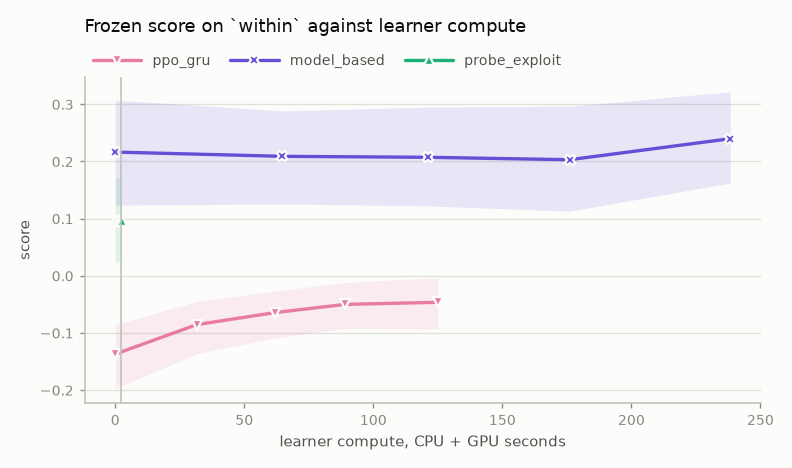 Frozen score on `within` against learner compute
ppo_gru model_based probe_exploit
0.3
0.2
0.1
0.0
−0.1
−0.2
score
0 50 100 150 200 250
learner compute, CPU + GPU seconds